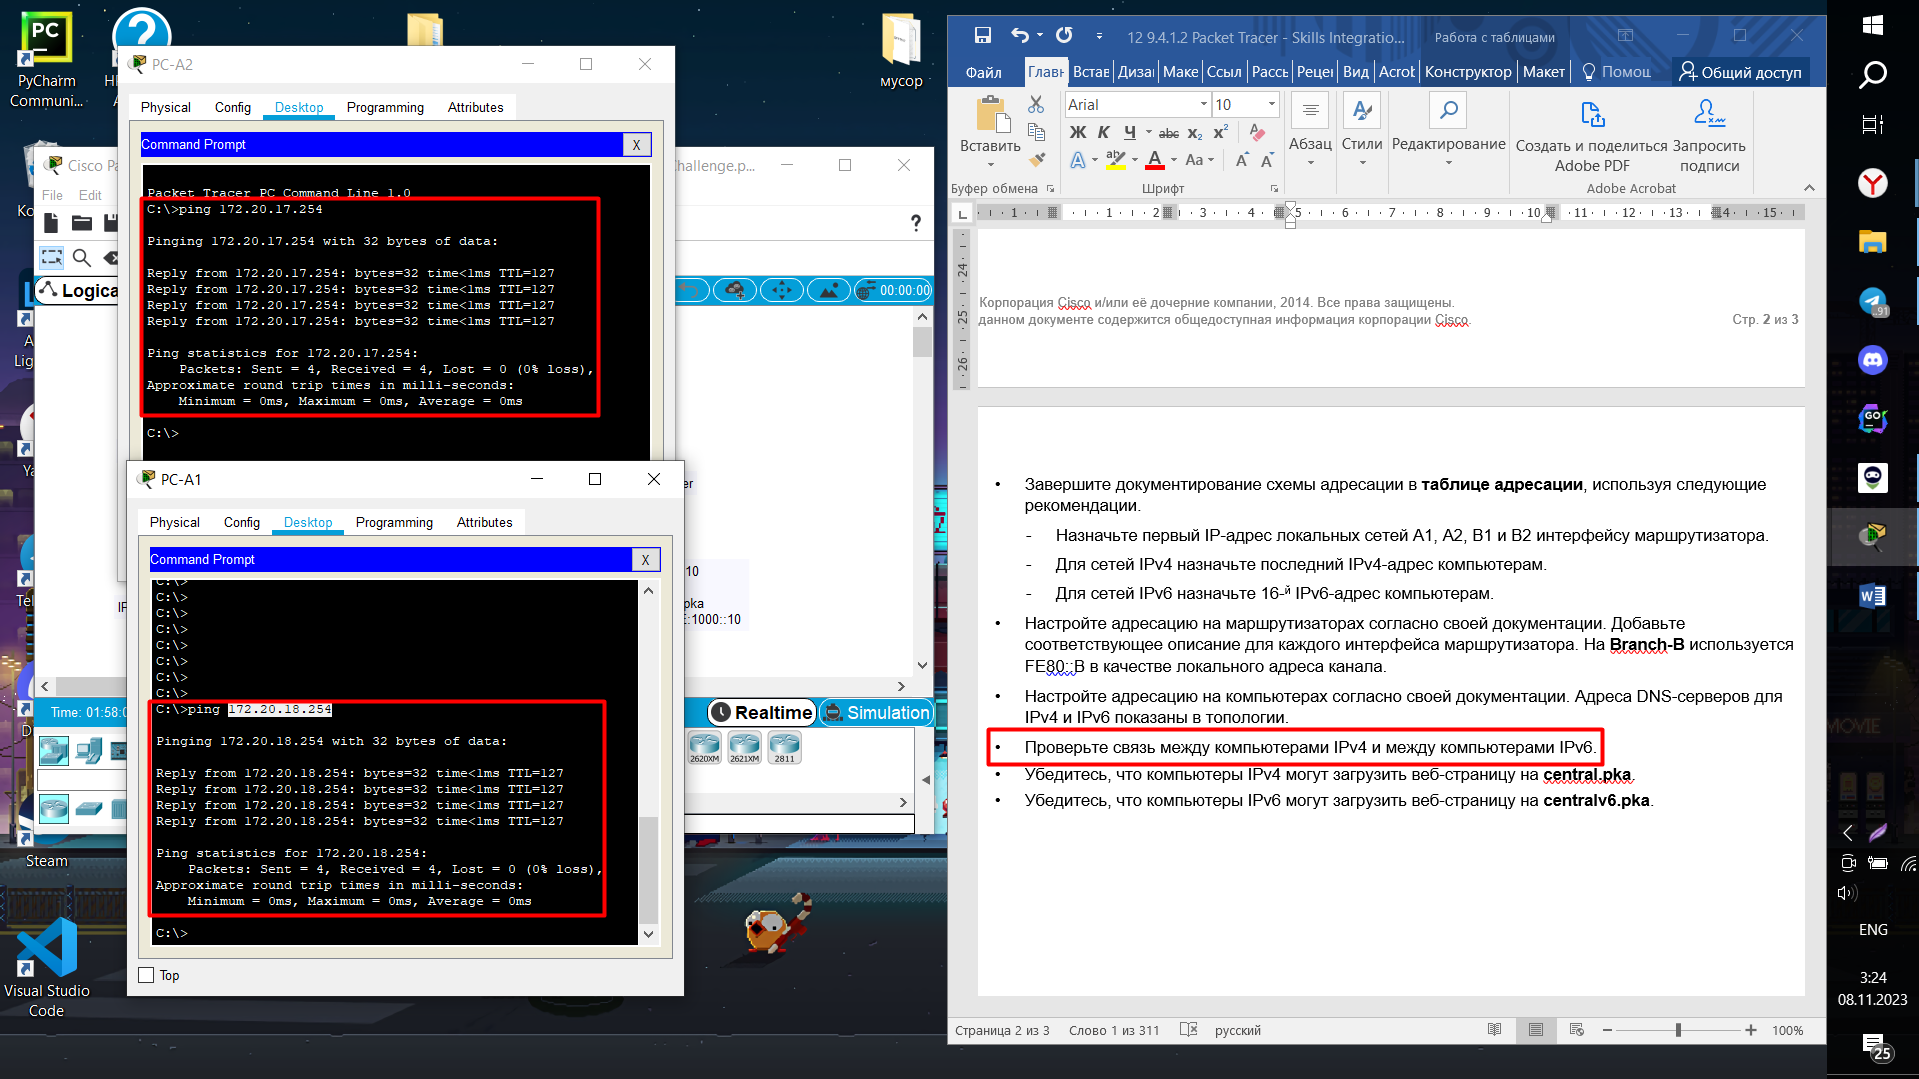 PyCharm
Communi...
PC-A2
Physical
Config
Desktop
Programming
Attributes
Command Prompt
X
Packet Tracer PC Command Line 1.0
C:\>ping 172.20.17.254
Pinging 172.20.17.254 with 32 bytes of data:
Reply from 172.20.17.254: bytes=32 time<1ms TTL=127
Reply from 172.20.17.254: bytes=32 time<1ms TTL=127
Reply from 172.20.17.254: bytes=32 time<1ms TTL=127
Reply from 172.20.17.254: bytes=32 time<1ms TTL=127
Ping statistics for 172.20.17.254:
Packets: Sent = 4, Received = 4, Lost = 0 (0% loss),
Approximate round trip times in milli-seconds:
Minimum = 0ms, Maximum = 0ms, Average = 0ms
C:\>
мусор
Cisco Pa
Challenge.p...
File
Edit
?
Logica
00:00:00
PC-A1
Physical
Config
Desktop
Programming
Attributes
Command Prompt
X
C:\>
C:\>
C:\>
C:\>
C:\>
C:\>
C:\>
C:\>
C:\>ping 172.20.18.254
Pinging 172.20.18.254 with 32 bytes of data:
Reply from 172.20.18.254: bytes=32 time<1ms TTL=127
Reply from 172.20.18.254: bytes=32 time<1ms TTL=127
Reply from 172.20.18.254: bytes=32 time<1ms TTL=127
Reply from 172.20.18.254: bytes=32 time<1ms TTL=127
Ping statistics for 172.20.18.254:
Packets: Sent = 4, Received = 4, Lost = 0 (0% loss),
Approximate round trip times in milli-seconds:
Minimum = 0ms, Maximum = 0ms, Average = 0ms
C:\>
Top
er
10
pka
E:1000::10
Time: 01:58:0
Realtime
Simulation
2620XM
2621XM
2811
Steam
Visual Studio
Code
12 9.4.1.2 Packet Tracer - Skills Integratio...
Работа с таблицами
Файл
Главн
Встав
Дизаі
Маке
Ссыл
Рассы
Рецен
Вид
Acrob
Конструктор
Макет
Помощ
Общий доступ
Вставить
Arial
10
Ж К Ч abc x₂ x²
Aa
Абзац
Стили
Редактирование
Создать и поделиться
Adobe PDF
Запросить
подписи
Буфер обмена
Шрифт
Adobe Acrobat
Корпорация Cisco и/или её дочерние компании, 2014. Все права защищены.
данном документе содержится общедоступная информация корпорации Cisco.
Стр. 2 из 3
• Завершите документирование схемы адресации в таблице адресации, используя следующие
рекомендации.
- Назначьте первый IP-адрес локальных сетей A1, A2, B1 и B2 интерфейсу маршрутизатора.
- Для сетей IPv4 назначьте последний IPv4-адрес компьютерам.
- Для сетей IPv6 назначьте 16-й IPv6-адрес компьютерам.
• Настройте адресацию на маршрутизаторах согласно своей документации. Добавьте
соответствующее описание для каждого интерфейса маршрутизатора. На Branch-B используется
FE80::B в качестве локального адреса канала.
• Настройте адресацию на компьютерах согласно своей документации. Адреса DNS-серверов для
IPv4 и IPv6 показаны в топологии.
• Проверьте связь между компьютерами IPv4 и между компьютерами IPv6.
• Убедитесь, что компьютеры IPv4 могут загрузить веб-страницу на central.pka.
• Убедитесь, что компьютеры IPv6 могут загрузить веб-страницу на centralv6.pka.
Страница 2 из 3
Слово 1 из 311
русский
100%
91
ENG
3:24
08.11.2023
25